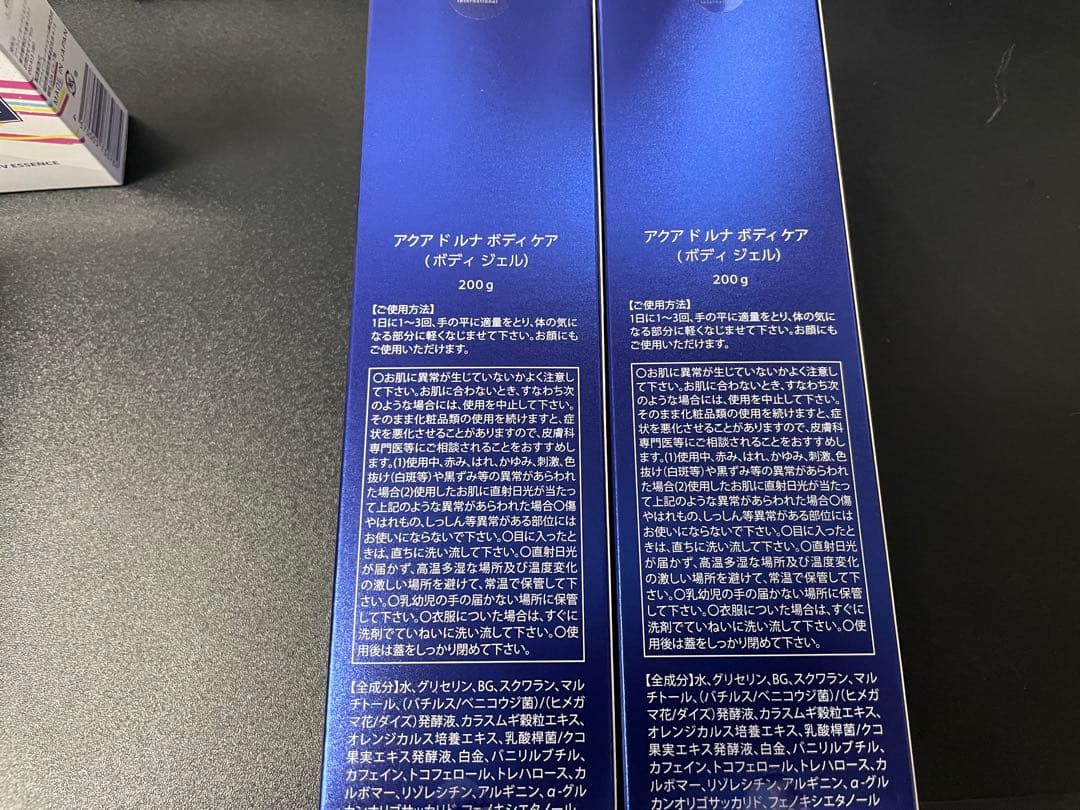 international
MADE IN JAPAN
V ESSENCE
アクア ド ルナ ボディ ケア
(ボディ ジェル)
200g
【ご使用方法】
1日に1〜3回、手の平に適量をとり、体の気に
なる部分に軽くなじませて下さい。お顔にも
ご使用いただけます。
〇お肌に異常が生じていないかよく注意し
て下さい。お肌に合わないとき、すなわち次
のような場合には、使用を中止して下さい。
そのまま化粧品類の使用を続けますと、症
状を悪化させることがありますので、皮膚科
専門医等にご相談されることをおすすめし
ます。(1)使用中、赤み、はれ、かゆみ、刺激、色
抜け(白斑等)や黒ずみ等の異常があらわれ
た場合(2)使用したお肌に直射日光が当たっ
て上記のような異常があらわれた場合〇傷
やはれもの、しっしん等異常がある部位には
お使いにならないで下さい。〇目に入ったと
きは、直ちに洗い流して下さい。〇直射日光
が届かず、高温多湿な場所及び温度変化
の激しい場所を避けて、常温で保管して下
さい。〇乳幼児の手の届かない場所に保管
して下さい。〇衣服についた場合は、すぐに
洗剤でていねいに洗い流して下さい。〇使
用後は蓋をしっかり閉めて下さい。
【全成分】水、グリセリン、BG、スクワラン、マル
チトール、(バチルス/ベニコウジ菌)/(ヒメガ
マ花/ダイズ)発酵液、カラスムギ穀粒エキス、
オレンジカルス培養エキス、乳酸桿菌/クコ
果実エキス発酵液、白金、バニリルブチル、
カフェイン、トコフェロール、トレハロース、カ
ルボマー、リゾレシチン、アルギニン、α-グル
カンオリゴサッカリド、フェノキシエタノール
international
アクア ド ルナ ボディ ケア
(ボディ ジェル)
200g
【ご使用方法】
1日に1〜3回、手の平に適量をとり、体の気に
なる部分に軽くなじませて下さい。お顔にも
ご使用いただけます。
〇お肌に異常が生じていないかよく注意し
て下さい。お肌に合わないとき、すなわち次
のような場合には、使用を中止して下さい。
そのまま化粧品類の使用を続けますと、症
状を悪化させることがありますので、皮膚科
専門医等にご相談されることをおすすめし
ます。(1)使用中、赤み、はれ、かゆみ、刺激、色
抜け(白斑等)や黒ずみ等の異常があらわれ
た場合(2)使用したお肌に直射日光が当たっ
て上記のような異常があらわれた場合〇傷
やはれもの、しっしん等異常がある部位には
お使いにならないで下さい。〇目に入ったと
きは、直ちに洗い流して下さい。〇直射日光
が届かず、高温多湿な場所及び温度変化
の激しい場所を避けて、常温で保管して下
さい。〇乳幼児の手の届かない場所に保管
して下さい。〇衣服についた場合は、すぐに
洗剤でていねいに洗い流して下さい。〇使
用後は蓋をしっかり閉めて下さい。
【全成分】水、グリセリン、BG、スクワラン、マル
チトール、(バチルス/ベニコウジ菌)/(ヒメガ
マ花/ダイズ)発酵液、カラスムギ穀粒エキス、
オレンジカルス培養エキス、乳酸桿菌/クコ
果実エキス発酵液、白金、バニリルブチル、
カフェイン、トコフェロール、トレハロース、カ
ルボマー、リゾレシチン、アルギニン、α-グル
カンオリゴサッカリド、フェノキシエタノール